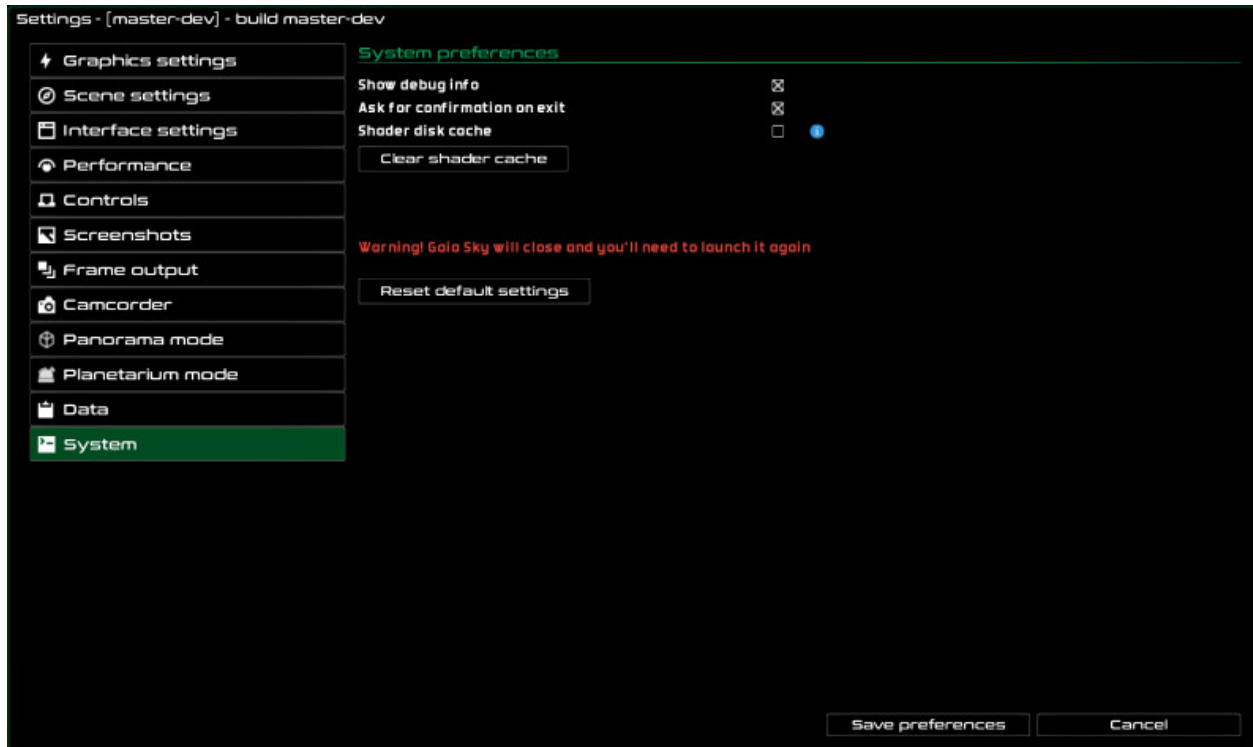 Settings - [master-dev] - build master-dev
Graphics settings
Scene settings
Interface settings
Performance
Controls
Screenshots
Frame output
Camcorder
Panorama mode
Planetarium mode
Data
System
System preferences
Show debug info
Ask for confirmation on exit
Shader disk cache
Clear shader cache
Warning! Gaia Sky will close and you'll need to launch it again
Reset default settings
Save preferences
Cancel